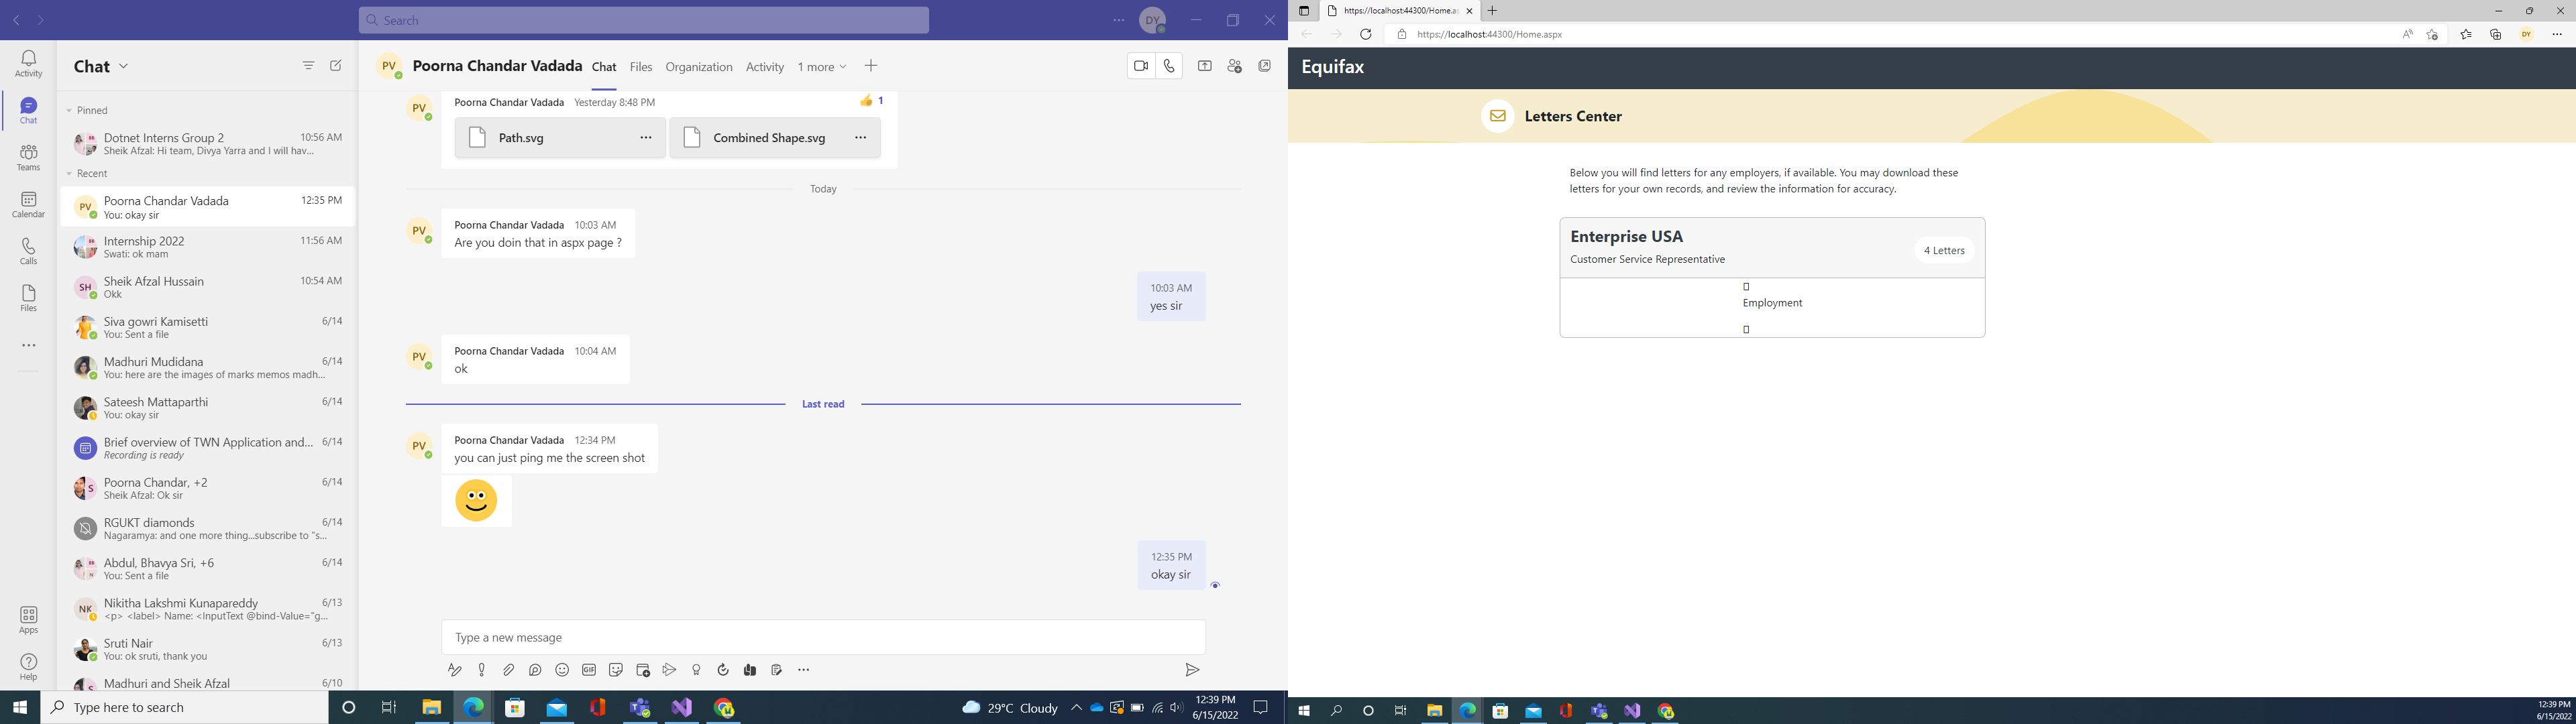 Search
DY
Activity
Chat
Teams
Calendar
Calls
Files
Apps
Help
Chat
Pinned
Dotnet Interns Group 2 10:56 AM
Sheik Afzal: Hi team, Divya Yarra and I will hav...
Recent
PV Poorna Chandar Vadada 12:35 PM
You: okay sir
Internship 2022 11:56 AM
Swati: ok mam
SH Sheik Afzal Hussain 10:54 AM
Okk
Siva gowri Kamisetti 6/14
You: Sent a file
Madhuri Mudidana 6/14
You: here are the images of marks memos madh...
Sateesh Mattaparthi 6/14
You: okay sir
Brief overview of TWN Application and... 6/14
Recording is ready
Poorna Chandar, +2 6/14
Sheik Afzal: Ok sir
RGUKT diamonds 6/14
Nagaramya: and one more thing...subscribe to "s...
Abdul, Bhavya Sri, +6 6/14
You: Sent a file
NK Nikitha Lakshmi Kunapareddy 6/13
<p> <label> Name: <InputText @bind-Value="g...
Sruti Nair 6/13
You: ok sruti, thank you
Madhuri and Sheik Afzal 6/10
PV Poorna Chandar Vadada Chat Files Organization Activity 1 more
PV Poorna Chandar Vadada Yesterday 8:48 PM 1
Path.svg Combined Shape.svg
Today
PV Poorna Chandar Vadada 10:03 AM
Are you doin that in aspx page ?
10:03 AM
yes sir
PV Poorna Chandar Vadada 10:04 AM
ok
Last read
PV Poorna Chandar Vadada 12:34 PM
you can just ping me the screen shot
12:35 PM
okay sir
Type a new message
GIF
Type here to search
29°C Cloudy
12:39 PM
6/15/2022
https://localhost:44300/Home.as
https://localhost:44300/Home.aspx
DY
Equifax
Letters Center
Below you will find letters for any employers, if available. You may download these
letters for your own records, and review the information for accuracy.
Enterprise USA
Customer Service Representative
4 Letters
Employment
12:39 PM
6/15/2022